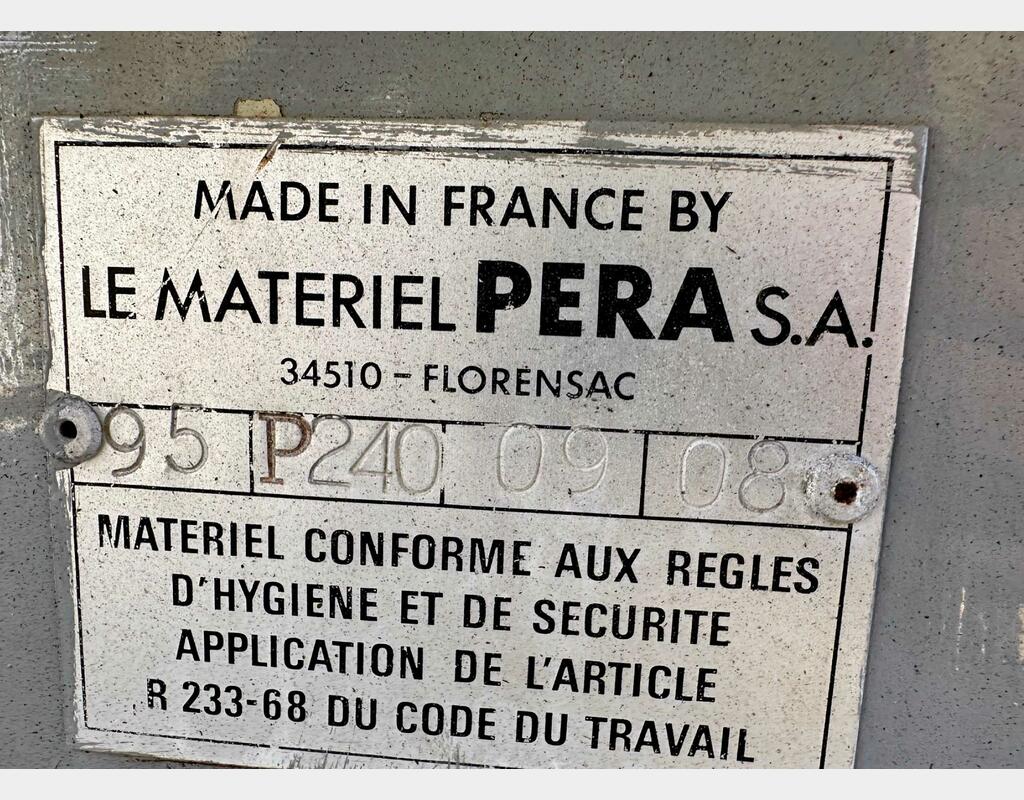 MADE IN FRANCE BY
LE MATERIEL PERA S.A.
34510 - FLORENSAC
95 P240 09 08
MATERIEL CONFORME AUX REGLES
D'HYGIENE ET DE SECURITE
APPLICATION DE L'ARTICLE
R 233-68 DU CODE DU TRAVAIL